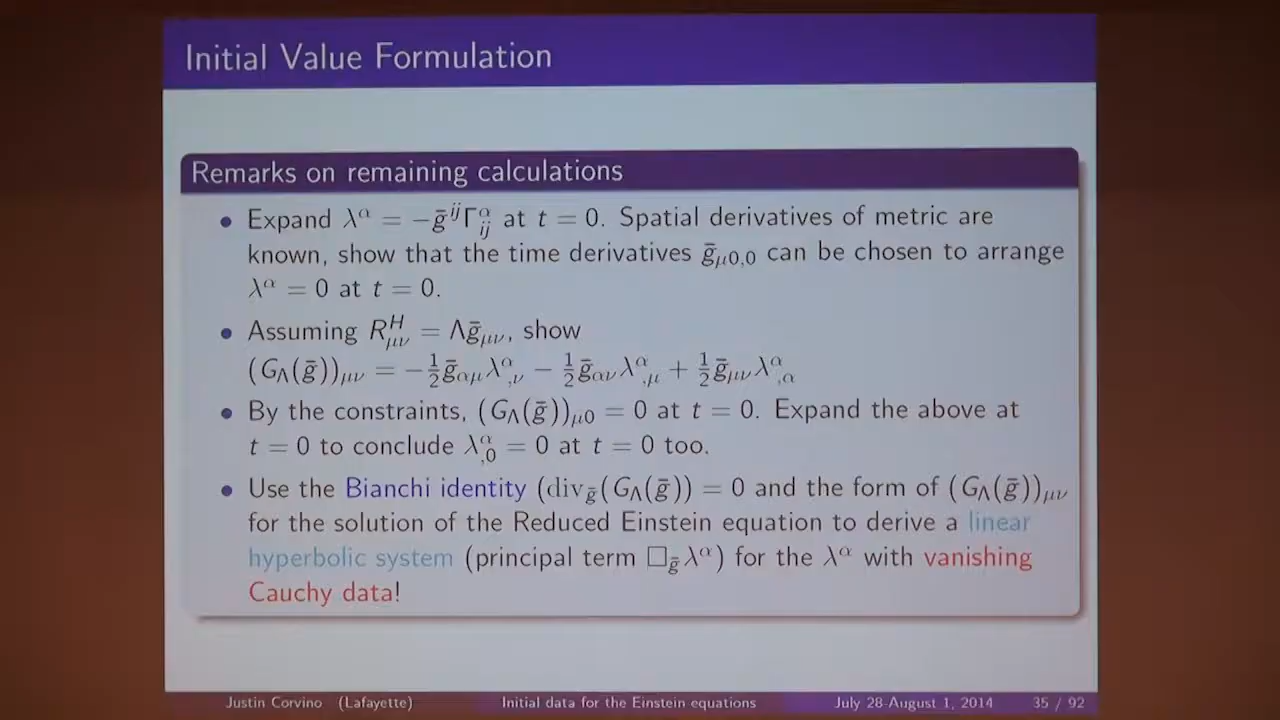 Initial Value Formulation
Remarks on remaining calculations
• Expand λ^α = −ḡ^{ij}Γ^α_{ij} at t = 0. Spatial derivatives of metric are
known, show that the time derivatives ḡ_{μ0,0} can be chosen to arrange
λ^α = 0 at t = 0.
• Assuming R^H_{μν} = Λḡ_{μν}, show
(G_Λ(ḡ))_{μν} = −½ḡ_{αμ}λ^α_{,ν} − ½ḡ_{αν}λ^α_{,μ} + ½ḡ_{μν}λ^α_{,α}
• By the constraints, (G_Λ(ḡ))_{μ0} = 0 at t = 0. Expand the above at
t = 0 to conclude λ^α_{,0} = 0 at t = 0 too.
• Use the Bianchi identity (div_ḡ(G_Λ(ḡ)) = 0 and the form of (G_Λ(ḡ))_{μν}
for the solution of the Reduced Einstein equation to derive a linear
hyperbolic system (principal term □_ḡ λ^α) for the λ^α with vanishing
Cauchy data!
Justin Corvino (Lafayette) Initial data for the Einstein equations July 28-August 1, 2014 35 / 92